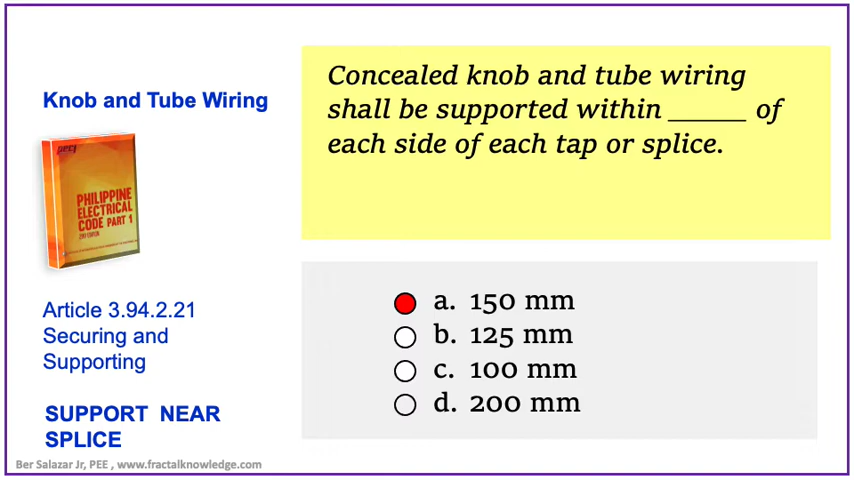 Knob and Tube Wiring
PHILIPPINE
ELECTRICAL
CODE PART 1
Article 3.94.2.21
Securing and
Supporting
SUPPORT NEAR
SPLICE
Concealed knob and tube wiring
shall be supported within ______ of
each side of each tap or splice.
a. 150 mm
b. 125 mm
c. 100 mm
d. 200 mm
Ber Salazar Jr, PEE , www.fractalknowledge.com